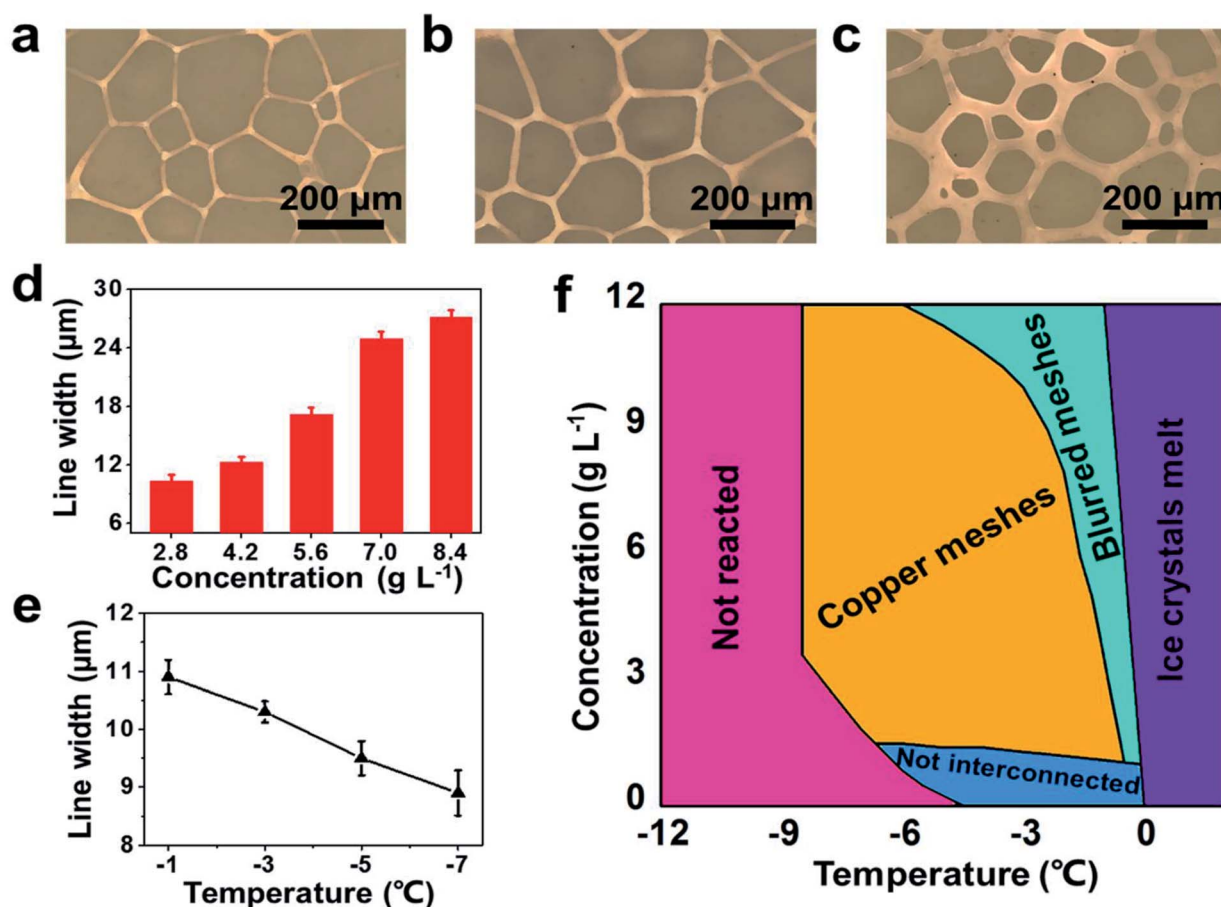 a
200 µm
b
200 µm
c
200 µm
d
Line width (µm)
30
24
18
12
6
2.8 4.2 5.6 7.0 8.4
Concentration (g L-1)
e
Line width (µm)
12
11
10
9
8
-1 -3 -5 -7
Temperature (℃)
f
Concentration (g L-1)
12
9
6
3
0
Not reacted
Copper meshes
Blurred meshes
Ice crystals melt
Not interconnected
-12 -9 -6 -3 0
Temperature (℃)